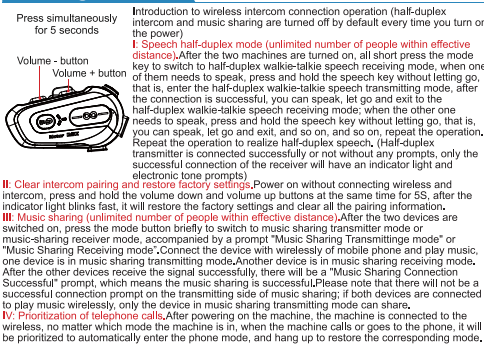 Press simultaneously
for 5 seconds
Volume - button
Volume + button
Introduction to wireless intercom connection operation (half-duplex
intercom and music sharing are turned off by default every time you turn on
the power)
I: Speech half-duplex mode (unlimited number of people within effective
distance).After the two machines are turned on, all short press the mode
key to switch to half-duplex walkie-talkie speech receiving mode, when one
of them needs to speak, press and hold the speech key without letting go,
that is, enter the half-duplex walkie-talkie speech transmitting mode, after
the connection is successful, you can speak, let go and exit to the
half-duplex walkie-talkie speech receiving mode; when the other one
needs to speak, press and hold the speech key without letting go, that is,
you can speak, let go and exit, and so on, and so on, repeat the operation.
Repeat the operation to realize half-duplex speech. (Half-duplex
transmiter is connected successfully or not without any prompts, only the
successful connection of the receiver will have an indicator light and
electronic tone prompts)
II: Clear intercom pairing and restore factory settings.Power on without connecting wireless and
intercom, press and hold the volume down and volume up buttons at the same time for 5S, after the
indicator light blinks fast, it will restore the factory settings and clear all the pairing information.
III: Music sharing (unlimited number of people within effective distance).After the two devices are
switched on, press the mode button briefly to switch to music sharing transmitter mode or
music-sharing receiver mode, accompanied by a prompt "Music Sharing Transmittinge mode" or
"Music Sharing Receiving mode".Connect the device with wirelessly of mobile phone and play music,
one device is in music sharing transmitting mode.Another device is in music sharing receiving mode.
After the other devices receive the signal successfully, there will be a "Music Sharing Connection
Successful" prompt, which means the music sharing is successful.Please note that there will not be a
successful connection prompt on the transmitting side of music sharing; if both devices are connected
to play music wirelessly, only the device in music sharing transmitting mode can share.
IV: Prioritization of telephone calls.After powering on the machine, the machine is connected to the
wireless, no matter which mode the machine is in, when the machine calls or goes to the phone, it will
be prioritized to automatically enter the phone mode, and hang up to restore the corresponding mode.